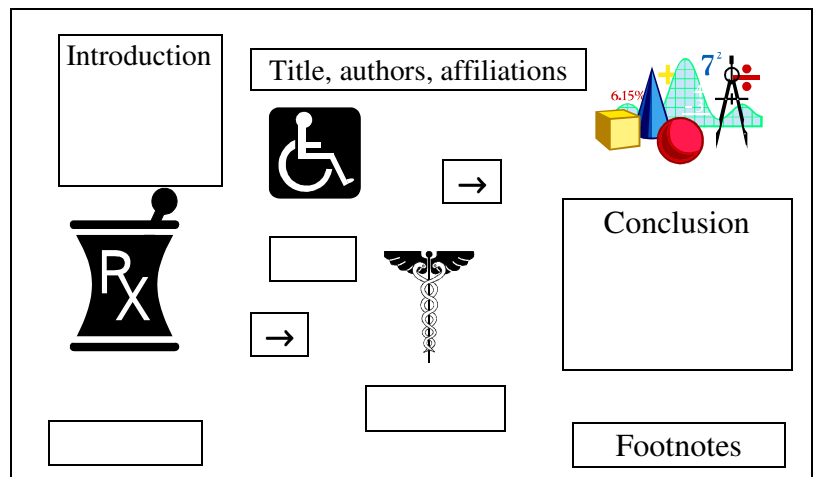 Introduction
Title, authors, affiliations
7²
6.15%
→
Conclusion
RX
→
Footnotes